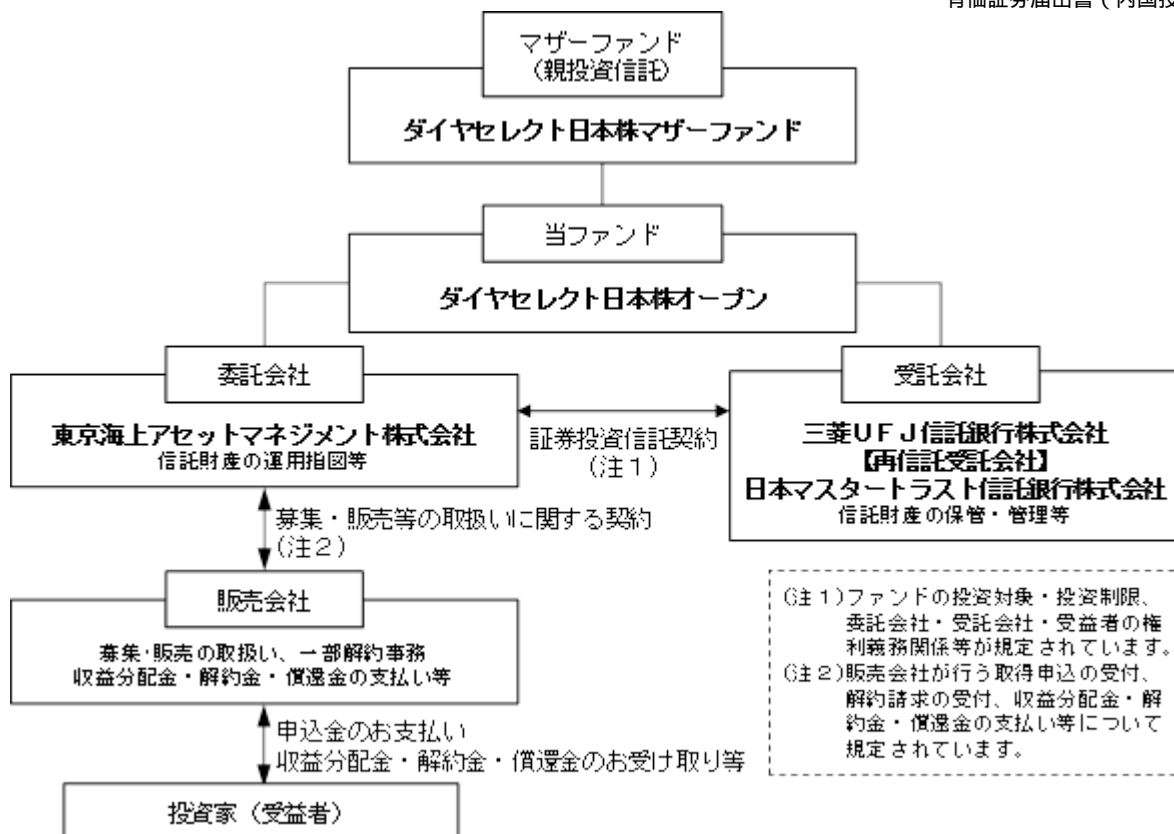 有価証券届出書（内国投
マザーファンド
（親投資信託）
ダイヤセレクト日本株マザーファンド
当ファンド
ダイヤセレクト日本株オープン
委託会社
東京海上アセットマネジメント株式会社
信託財産の運用指図等
証券投資信託契約
（注１）
受託会社
三菱ＵＦＪ信託銀行株式会社
【再信託受託会社】
日本マスタートラスト信託銀行株式会社
信託財産の保管・管理等
募集・販売等の取扱いに関する契約
（注２）
販売会社
募集・販売の取扱い、一部解約事務
収益分配金・解約金・償還金の支払い等
申込金のお支払い
収益分配金・解約金・償還金のお受け取り等
投資家（受益者）
（注１）ファンドの投資対象・投資制限、
委託会社・受託会社・受益者の権
利義務関係等が規定されています。
（注２）販売会社が行う取得申込の受付、
解約請求の受付、収益分配金・解
約金・償還金の支払い等について
規定されています。